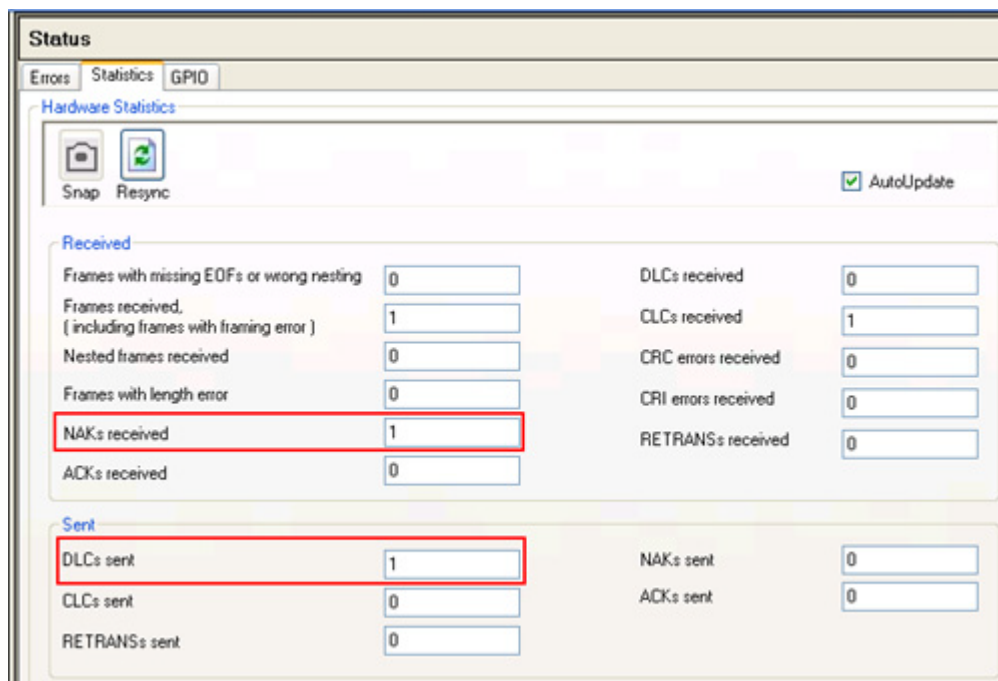 Status
Errors Statistics GPIO
Hardware Statistics
Snap Resync
AutoUpdate
Received
Frames with missing EOFs or wrong nesting 0
Frames received,
( including frames with framing error ) 1
Nested frames received 0
Frames with length error 0
NAKs received 1
ACKs received 0
DLCs received 0
CLCs received 1
CRC errors received 0
CRI errors received 0
RETRANSs received 0
Sent
DLCs sent 1
CLCs sent 0
RETRANSs sent 0
NAKs sent 0
ACKs sent 0